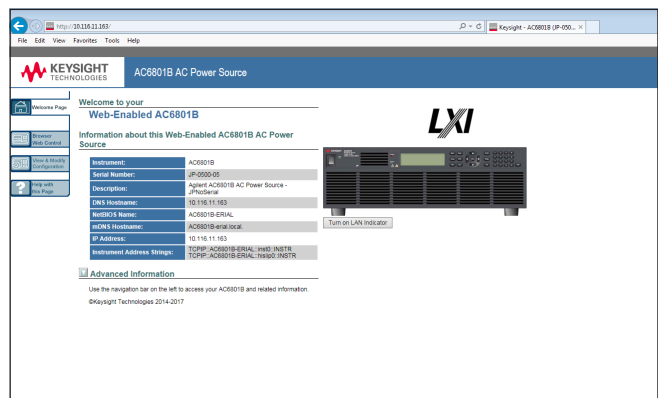 http://10.116.11.163/
Keysight - AC6801B (JP-050...
File Edit View Favorites Tools Help
KEYSIGHT
TECHNOLOGIES
AC6801B AC Power Source
Welcome Page
Browser
Web Control
View & Modify
Configuration
Help with
this Page
Welcome to your
Web-Enabled AC6801B
Information about this Web-Enabled AC6801B AC Power
Source
Instrument: AC6801B
Serial Number: JP-0500-05
Description: Agilent AC6801B AC Power Source -
JPNoSerial
DNS Hostname: 10.116.11.163
NetBIOS Name: AC6801B-ERIAL
mDNS Hostname: AC6801B-erial.local.
IP Address: 10.116.11.163
Instrument Address Strings: TCPIP::AC6801B-ERIAL::inst0::INSTR
TCPIP::AC6801B-ERIAL::hislip0::INSTR
LXI
Turn on LAN Indicator
Advanced Information
Use the navigation bar on the left to access your AC6801B and related information.
©Keysight Technologies 2014-2017